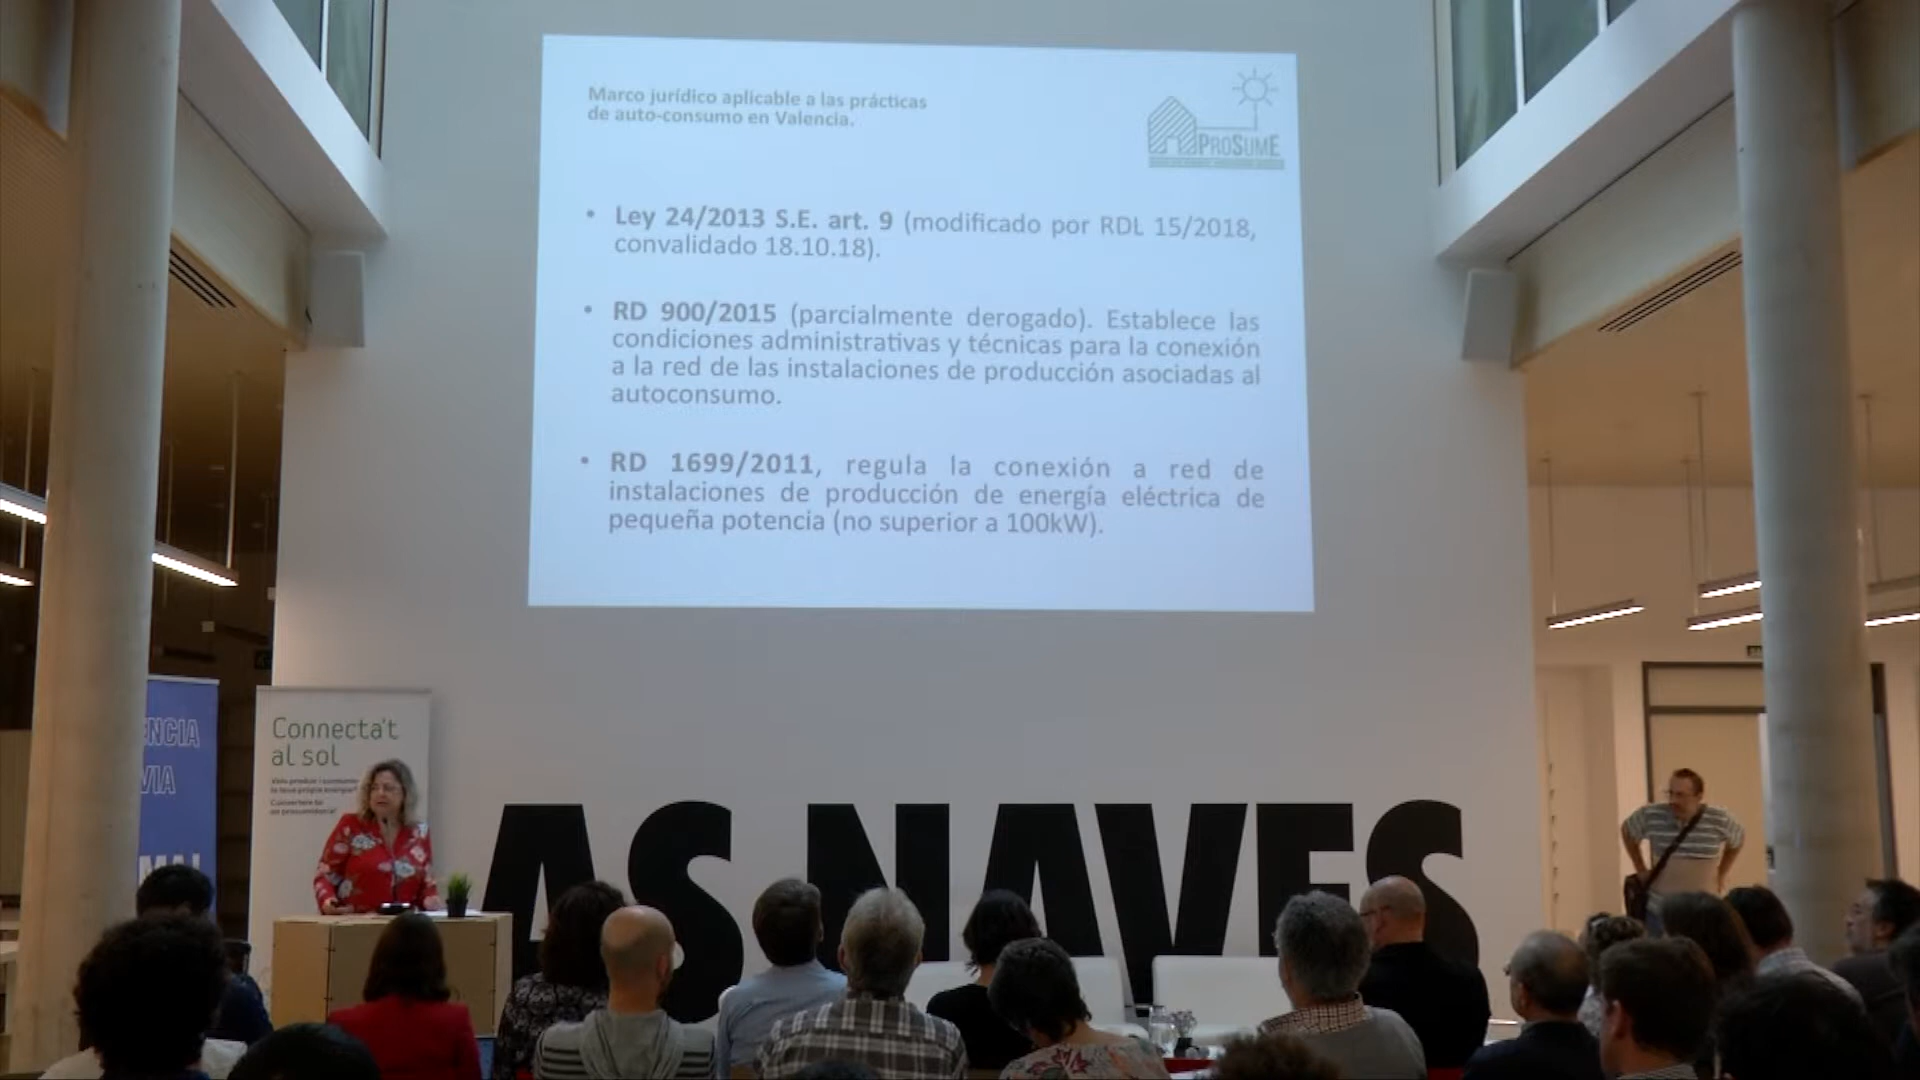 Marco jurídico aplicable a las prácticas
de auto-consumo en Valencia.
PROSUME
• Ley 24/2013 S.E. art. 9 (modificado por RDL 15/2018,
convalidado 18.10.18).
• RD 900/2015 (parcialmente derogado). Establece las
condiciones administrativas y técnicas para la conexión
a la red de las instalaciones de producción asociadas al
autoconsumo.
• RD 1699/2011, regula la conexión a red de
instalaciones de producción de energía eléctrica de
pequeña potencia (no superior a 100kW).
ENCIA
VIA
Connecta't
al sol
AS NAVES